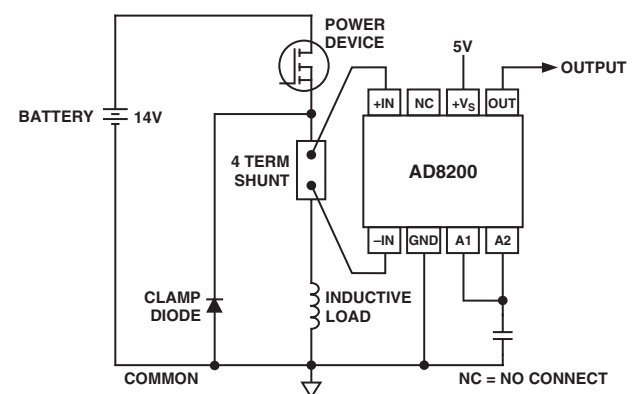 POWER
DEVICE
5V
OUTPUT
+IN
NC
+VS
OUT
BATTERY
14V
4 TERM
SHUNT
AD8200
–IN
GND
A1
A2
CLAMP
DIODE
INDUCTIVE
LOAD
COMMON
NC = NO CONNECT